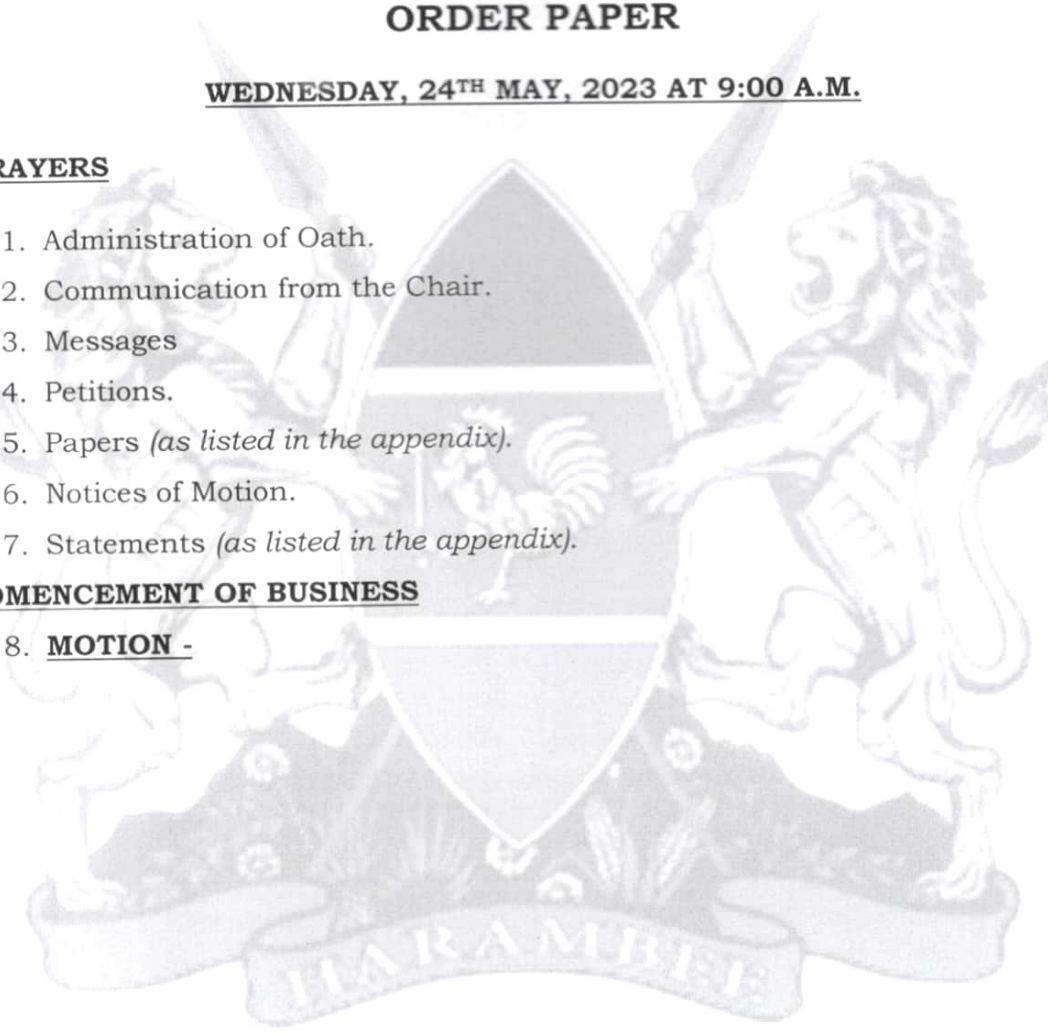 ORDER PAPER
WEDNESDAY, 24TH MAY, 2023 AT 9:00 A.M.
RAYERS
1. Administration of Oath.
2. Communication from the Chair.
3. Messages
4. Petitions.
5. Papers (as listed in the appendix).
6. Notices of Motion.
7. Statements (as listed in the appendix).
OMENCEMENT OF BUSINESS
8. MOTION -
HARAMBEE